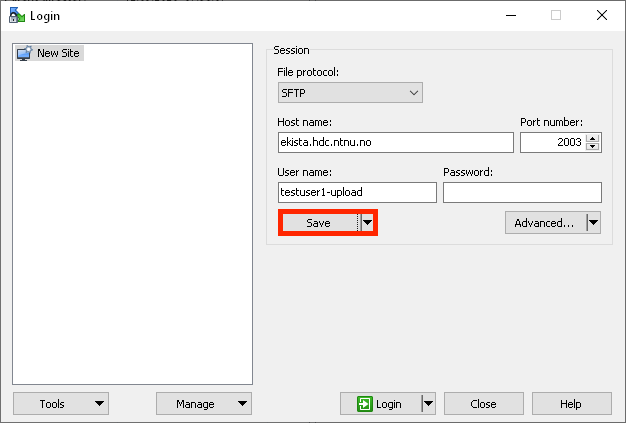 Login
New Site
Session
File protocol:
SFTP
Host name:
Port number:
ekista.hdc.ntnu.no
2003
User name:
Password:
testuser1-upload
Save
Advanced...
Tools
Manage
Login
Close
Help